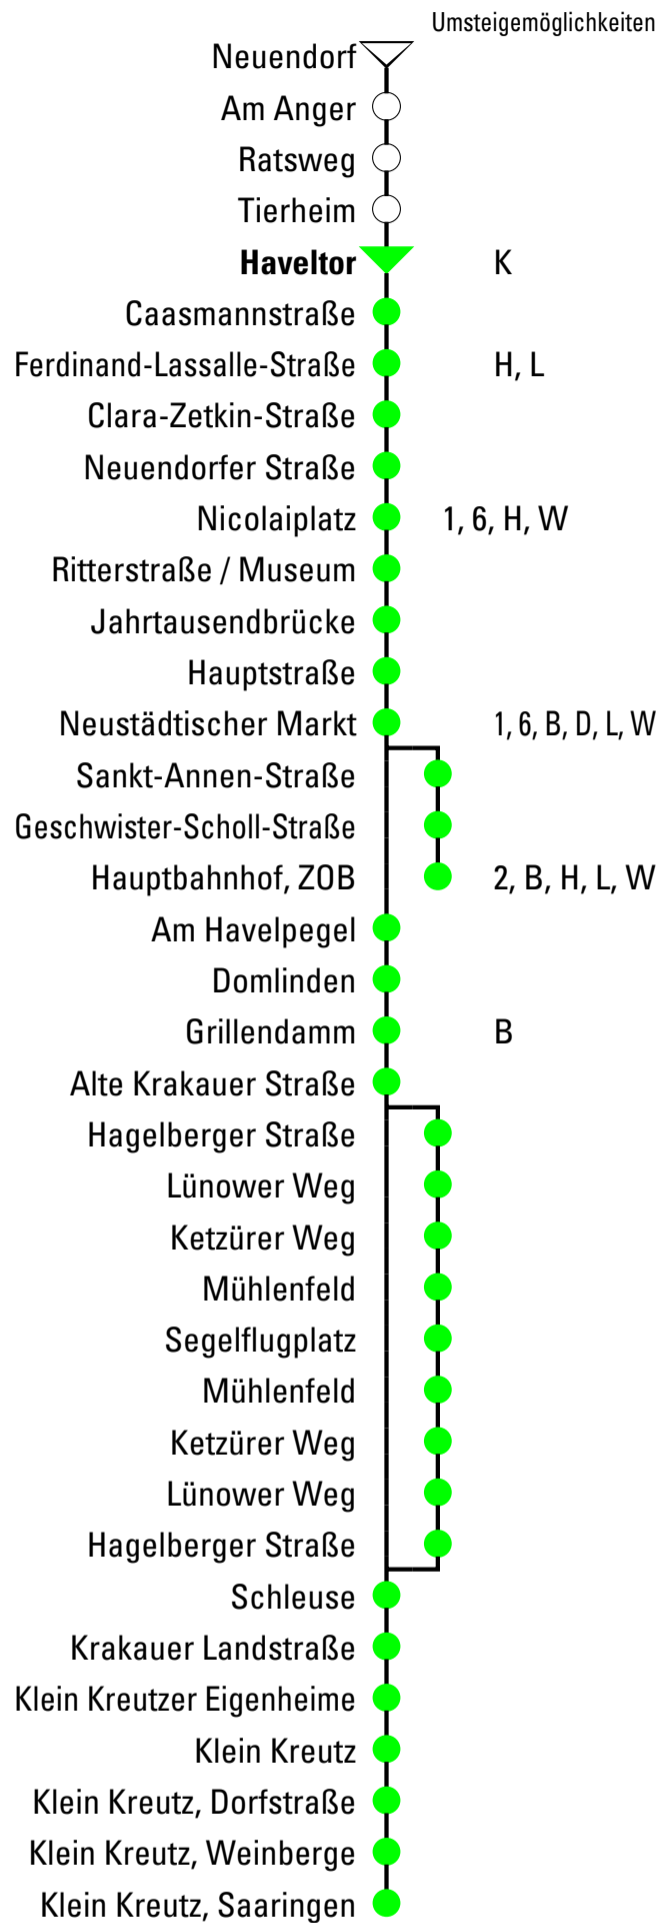 Umsteigemöglichkeiten
Neuendorf
Am Anger
Ratsweg
Tierheim
Haveltor K
Caasmannstraße
Ferdinand-Lassalle-Straße H, L
Clara-Zetkin-Straße
Neuendorfer Straße
Nicolaiplatz 1, 6, H, W
Ritterstraße / Museum
Jahrtausendbrücke
Hauptstraße
Neustädtischer Markt 1, 6, B, D, L, W
Sankt-Annen-Straße
Geschwister-Scholl-Straße
Hauptbahnhof, ZOB 2, B, H, L, W
Am Havelpegel
Domlinden
Grillendamm B
Alte Krakauer Straße
Hagelberger Straße
Lünower Weg
Ketzürer Weg
Mühlenfeld
Segelflugplatz
Mühlenfeld
Ketzürer Weg
Lünower Weg
Hagelberger Straße
Schleuse
Krakauer Landstraße
Klein Kreutzer Eigenheime
Klein Kreutz
Klein Kreutz, Dorfstraße
Klein Kreutz, Weinberge
Klein Kreutz, Saaringen